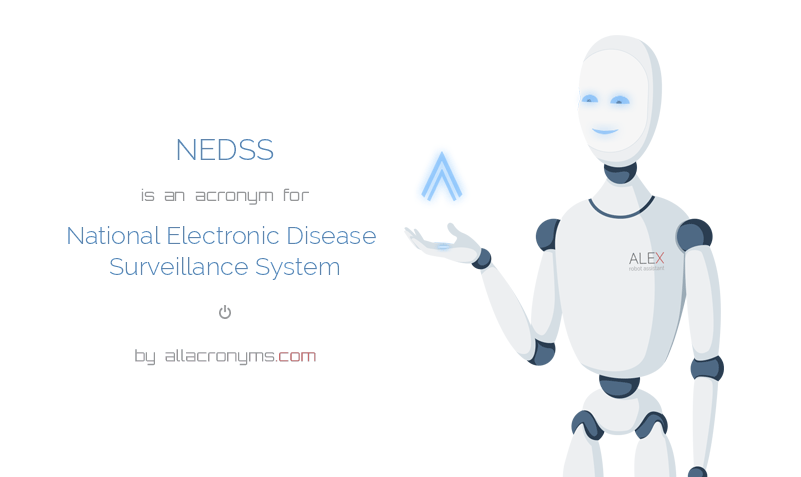 NEDSS
is an acronym for
National Electronic Disease
Surveillance System
by allacronyms.com
ALEX
robot assistant